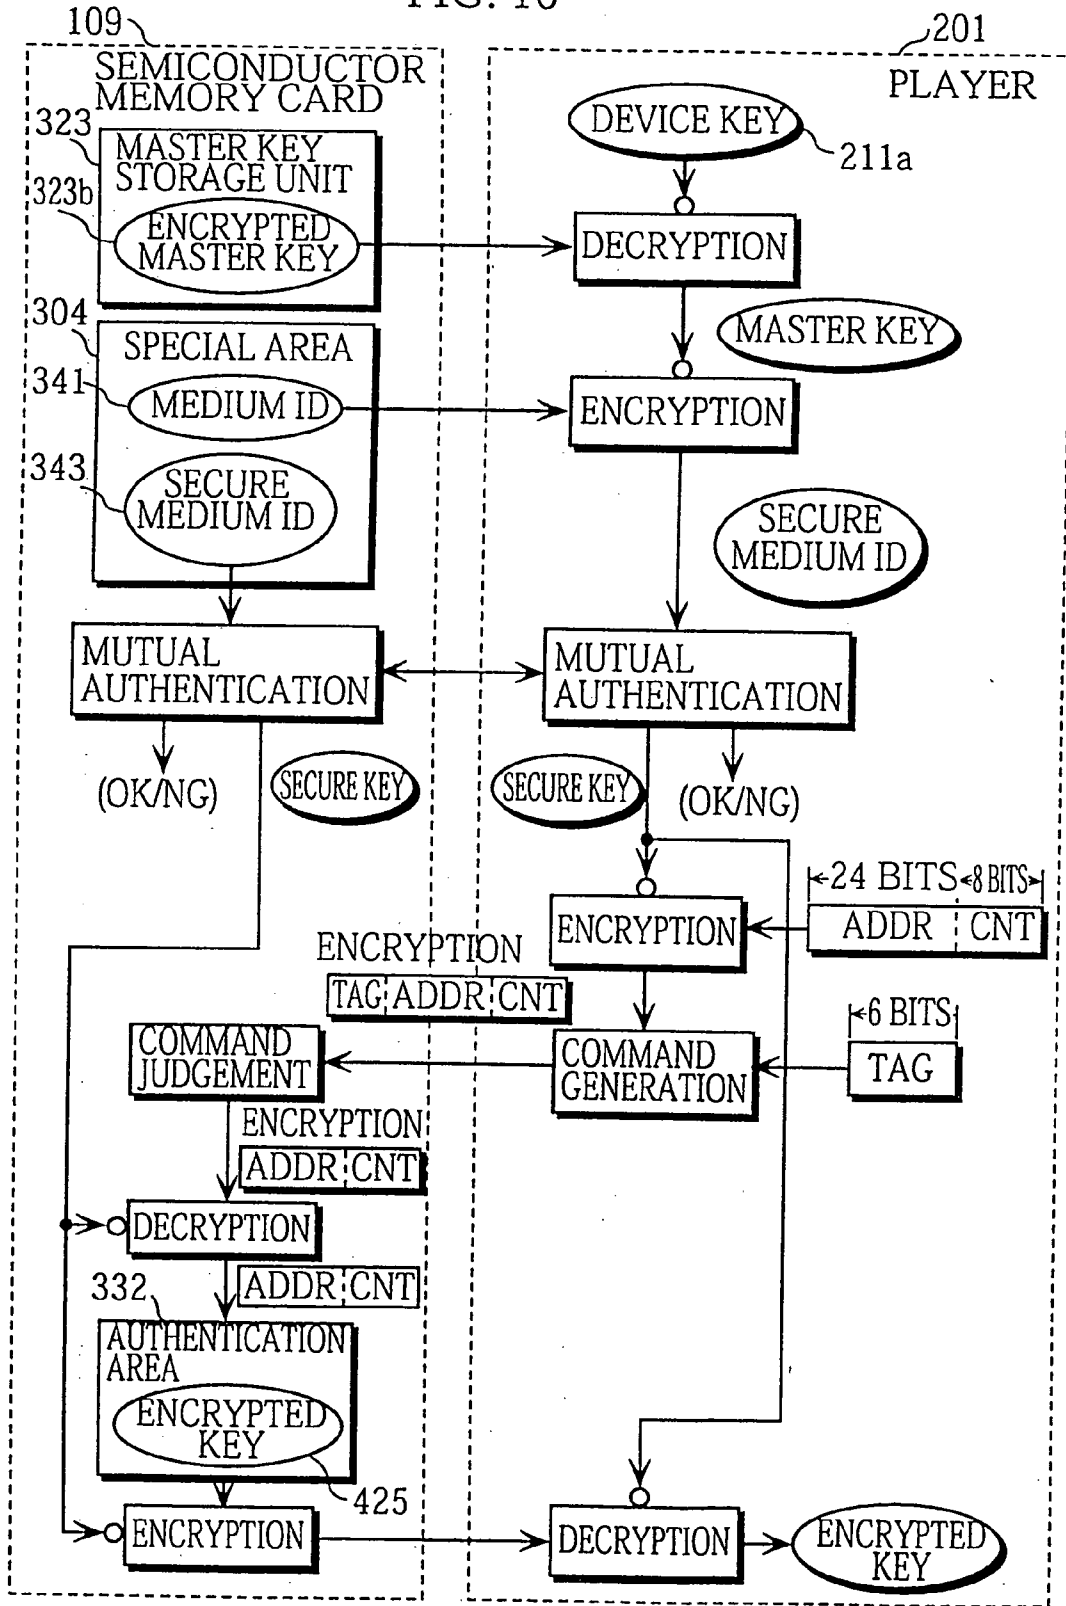 FIG. 10
109
201
SEMICONDUCTOR
MEMORY CARD
PLAYER
323
MASTER KEY
STORAGE UNIT
323b
ENCRYPTED
MASTER KEY
DEVICE KEY
211a
DECRYPTION
MASTER KEY
304
SPECIAL AREA
341
MEDIUM ID
ENCRYPTION
343
SECURE
MEDIUM ID
SECURE
MEDIUM ID
MUTUAL
AUTHENTICATION
MUTUAL
AUTHENTICATION
(OK/NG)
SECURE KEY
SECURE KEY
(OK/NG)
24 BITS 8 BITS
ENCRYPTION
ADDR CNT
ENCRYPTION
TAG ADDR CNT
6 BITS
COMMAND
JUDGEMENT
COMMAND
GENERATION
TAG
ENCRYPTION
ADDR CNT
DECRYPTION
ADDR CNT
332
AUTHENTICATION
AREA
ENCRYPTED
KEY
425
ENCRYPTION
DECRYPTION
ENCRYPTED
KEY